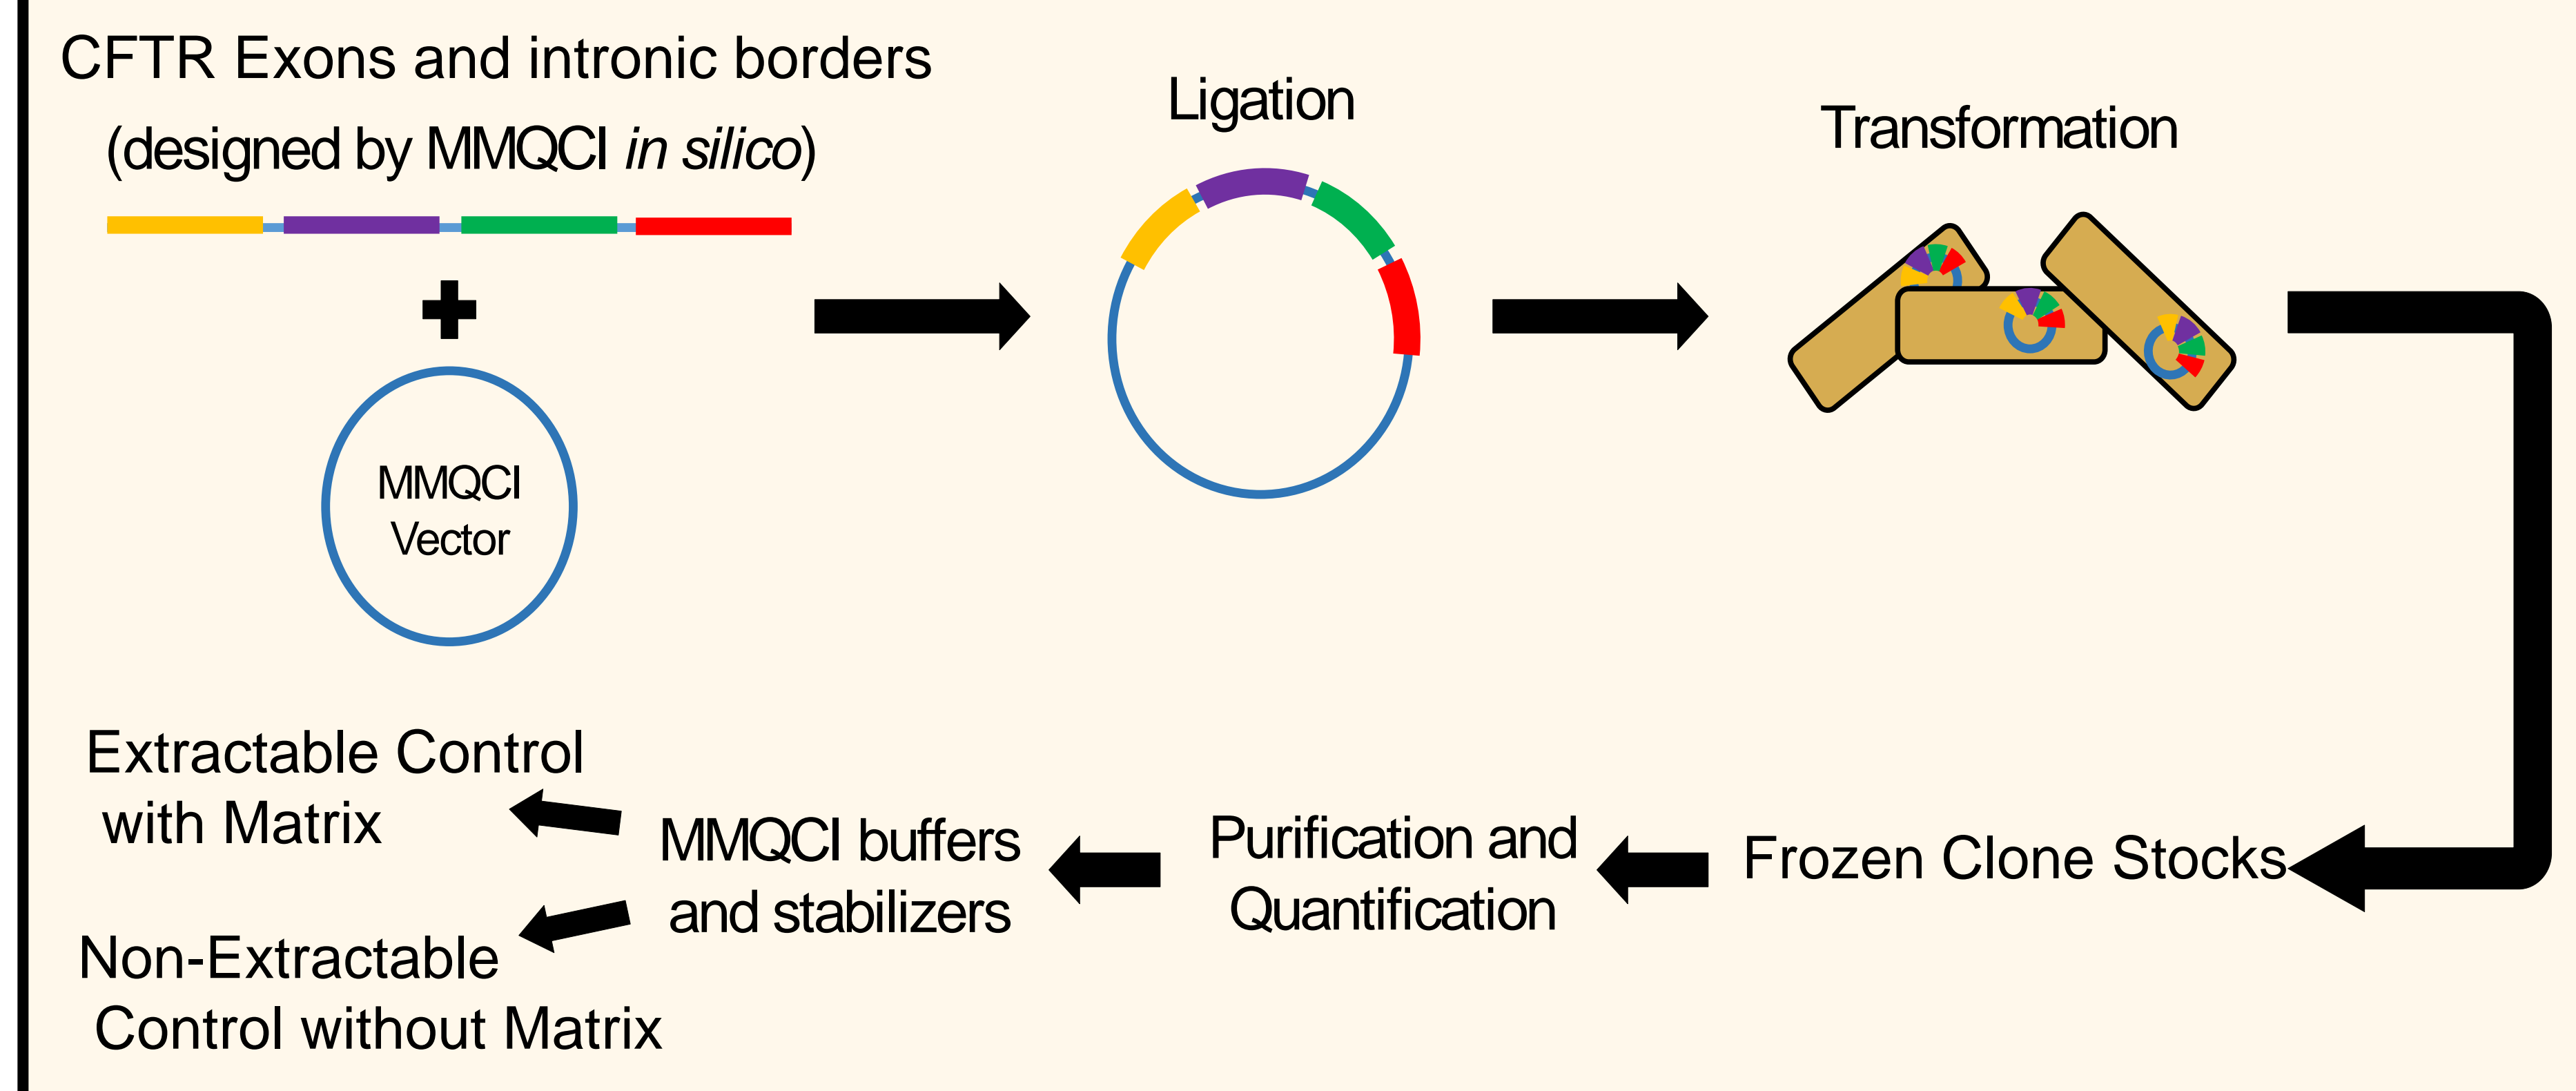 CFTR Exons and intronic borders
(designed by MMQCI in silico)
MMQCI
Vector
Ligation
Transformation
Frozen Clone Stocks
Purification and
Quantification
MMQCI buffers
and stabilizers
Extractable Control
with Matrix
Non-Extractable
Control without Matrix